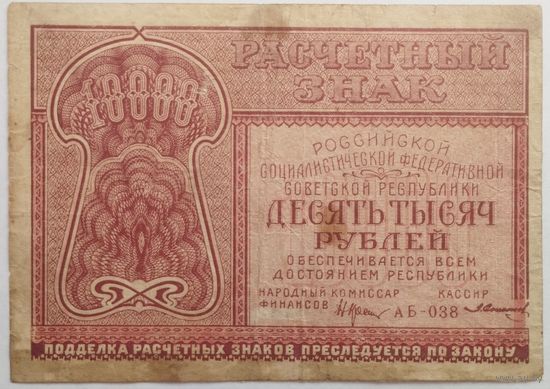 10000
РАСЧЕТНЫЙ
ЗНАК
РОССИЙСКОЙ
СОЦИАЛИСТИЧЕСКОЙ ФЕДЕРАТИВНОЙ
СОВЕТСКОЙ РЕСПУБЛИКИ
ДЕСЯТЬ ТЫСЯЧ
РУБЛЕЙ
ОБЕСПЕЧИВАЕТСЯ ВСЕМ
ДОСТОЯНИЕМ РЕСПУБЛИКИ
НАРОДНЫЙ КОМИССАР КАССИР
ФИНАНСОВ АБ-038
ПОДДЕЛКА РАСЧЕТНЫХ ЗНАКОВ ПРЕСЛЕДУЕТСЯ ПО ЗАКОНУ